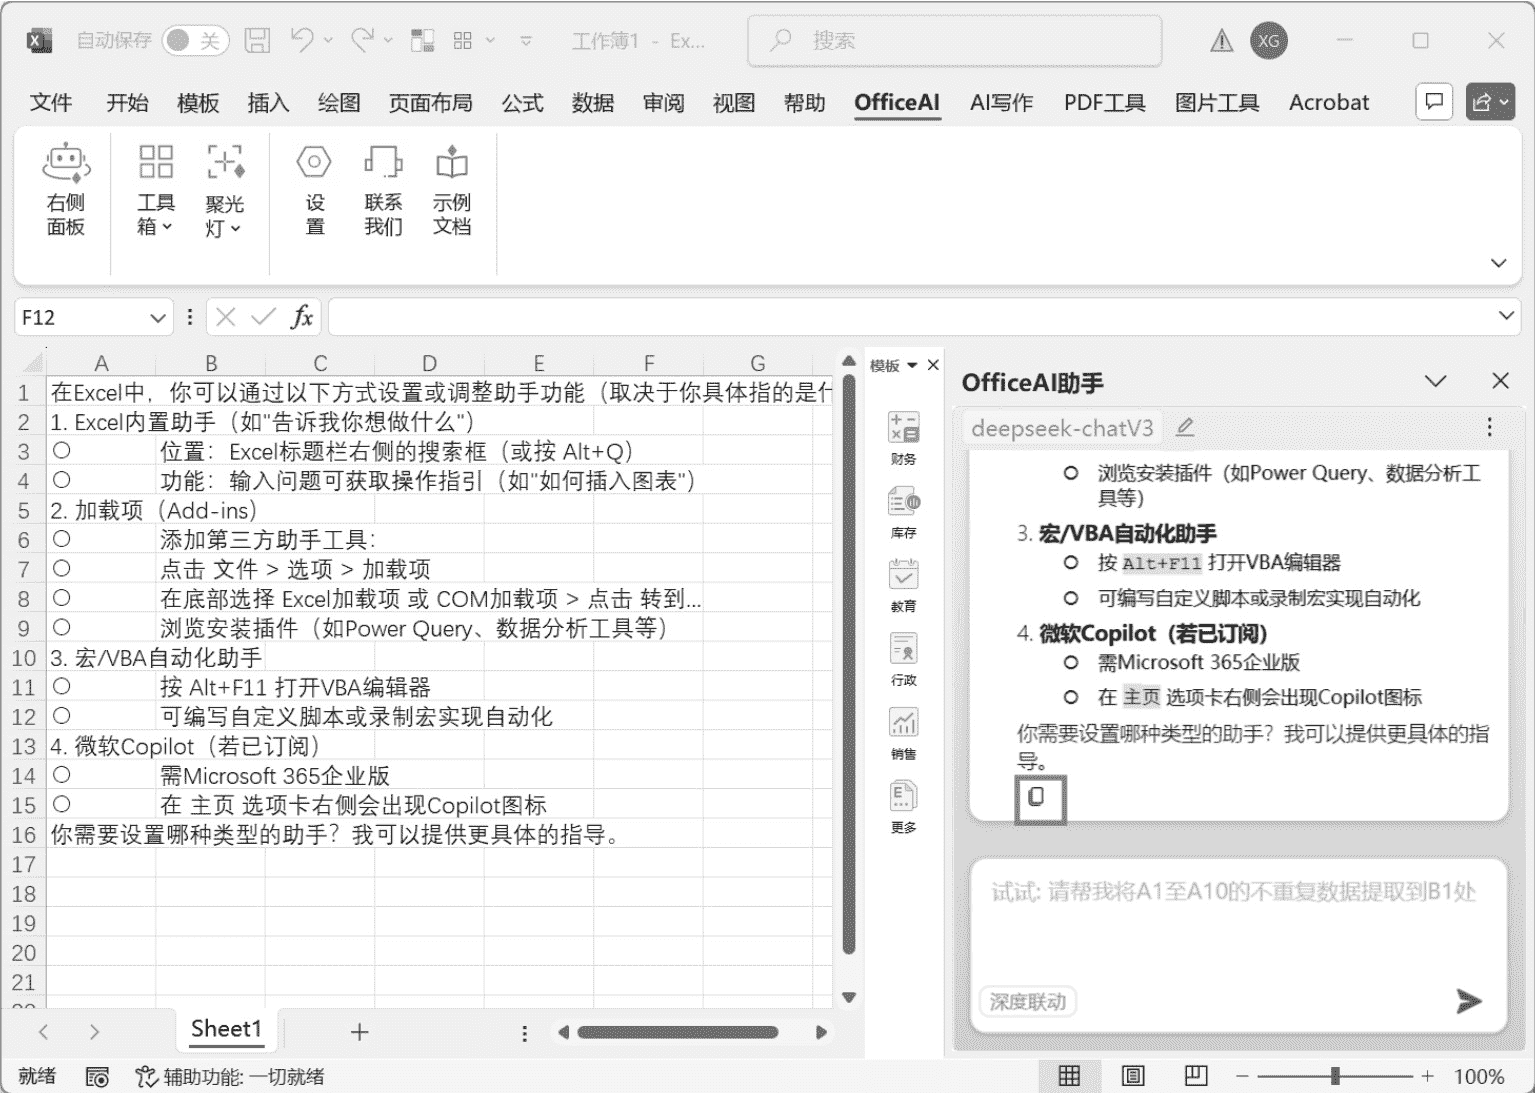 自动保存 关 工作簿1 - Ex... 搜索 XG
文件 开始 模板 插入 绘图 页面布局 公式 数据 审阅 视图 帮助 OfficeAI AI写作 PDF工具 图片工具 Acrobat
右侧面板
工具箱
聚光灯
设置
联系我们
示例文档
F12 fx
A B C D E F G
1 在Excel中，你可以通过以下方式设置或调整助手功能（取决于你具体指的是什
2 1. Excel内置助手（如"告诉我你想做什么"）
3 ○ 位置：Excel标题栏右侧的搜索框（或按 Alt+Q）
4 ○ 功能：输入问题可获取操作指引（如"如何插入图表"）
5 2. 加载项（Add-ins）
6 ○ 添加第三方助手工具：
7 ○ 点击 文件 > 选项 > 加载项
8 ○ 在底部选择 Excel加载项 或 COM加载项 > 点击 转到...
9 ○ 浏览安装插件（如Power Query、数据分析工具等）
10 3. 宏/VBA自动化助手
11 ○ 按 Alt+F11 打开VBA编辑器
12 ○ 可编写自定义脚本或录制宏实现自动化
13 4. 微软Copilot（若已订阅）
14 ○ 需Microsoft 365企业版
15 ○ 在 主页 选项卡右侧会出现Copilot图标
16 你需要设置哪种类型的助手？我可以提供更具体的指导。
17
18
19
20
21
模板
财务
库存
教育
行政
销售
更多
OfficeAI助手
deepseek-chatV3
浏览安装插件（如Power Query、数据分析工
具等）
3. 宏/VBA自动化助手
按 Alt+F11 打开VBA编辑器
可编写自定义脚本或录制宏实现自动化
4. 微软Copilot（若已订阅）
需Microsoft 365企业版
在 主页 选项卡右侧会出现Copilot图标
你需要设置哪种类型的助手？我可以提供更具体的指
导。
试试: 请帮我将A1至A10的不重复数据提取到B1处
深度联动
Sheet1
就绪 辅助功能: 一切就绪 100%